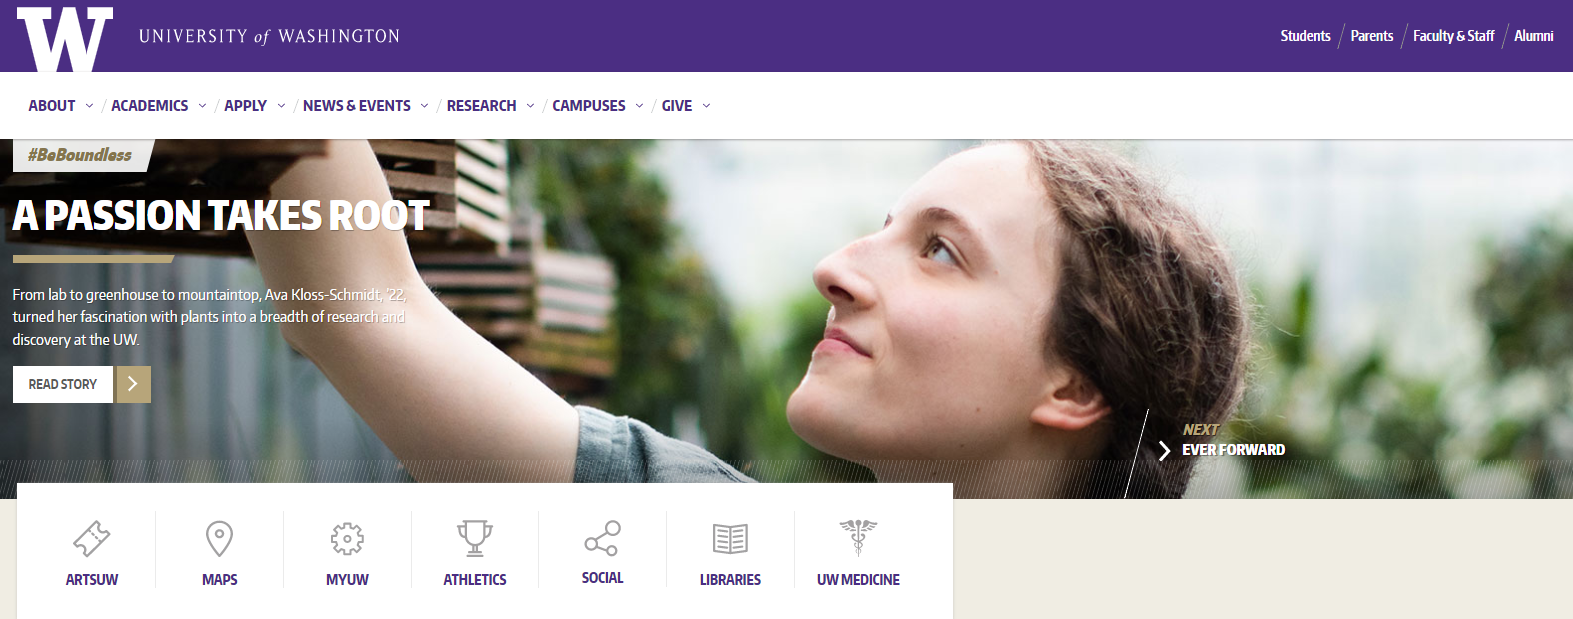 W UNIVERSITY of WASHINGTON
Students Parents Faculty & Staff Alumni
ABOUT ACADEMICS APPLY NEWS & EVENTS RESEARCH CAMPUSES GIVE
#BeBoundless
A PASSION TAKES ROOT
From lab to greenhouse to mountaintop, Ava Kloss-Schmidt, '22,
turned her fascination with plants into a breadth of research and
discovery at the UW.
READ STORY
NEXT
EVER FORWARD
ARTSUW MAPS MYUW ATHLETICS SOCIAL LIBRARIES UW MEDICINE